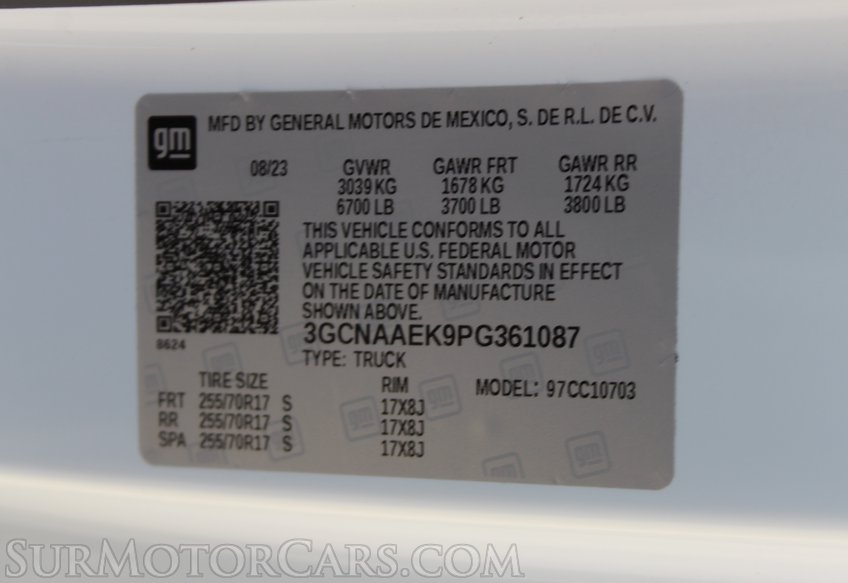 gm
MFD BY GENERAL MOTORS DE MEXICO, S. DE R.L. DE C.V.
08/23 GVWR GAWR FRT GAWR RR
3039 KG 1678 KG 1724 KG
6700 LB 3700 LB 3800 LB
THIS VEHICLE CONFORMS TO ALL
APPLICABLE U.S. FEDERAL MOTOR
VEHICLE SAFETY STANDARDS IN EFFECT
ON THE DATE OF MANUFACTURE
SHOWN ABOVE.
3GCNAAEK9PG361087
8624
TYPE: TRUCK
TIRE SIZE RIM MODEL: 97CC10703
FRT 255/70R17 S 17X8J
RR 255/70R17 S 17X8J
SPA 255/70R17 S 17X8J
SURMOTORCARS.COM